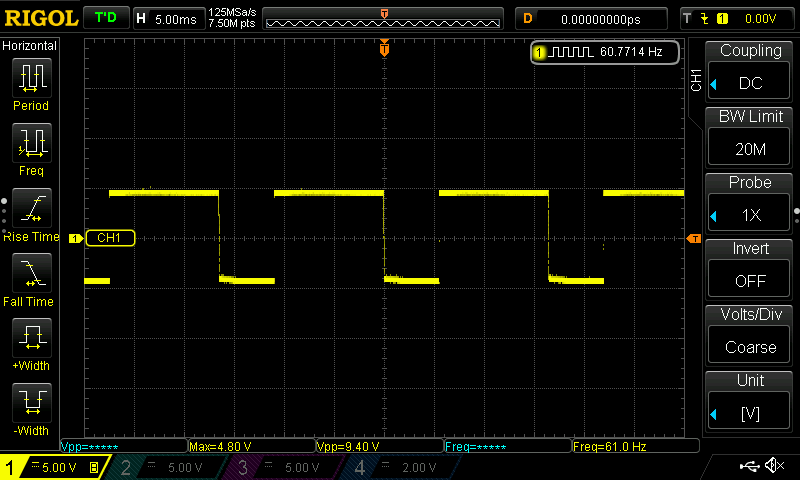 RIGOL T'D H 5.00ms 125MSa/s 7.50M pts T D 0.00000000ps T 1 0.00V
Horizontal
Period
Freq
Rise Time
Fall Time
+Width
-Width
T
1 60.7714 Hz
1 CH1
T
CH1
Coupling
DC
BW Limit
20M
Probe
1X
Invert
OFF
Volts/Div
Coarse
Unit
[V]
Vpp=***** Max=4.80 V Vpp=9.40 V Freq=***** Freq=61.0 Hz
1 5.00 V B 2 5.00 V 3 5.00 V 4 2.00 V